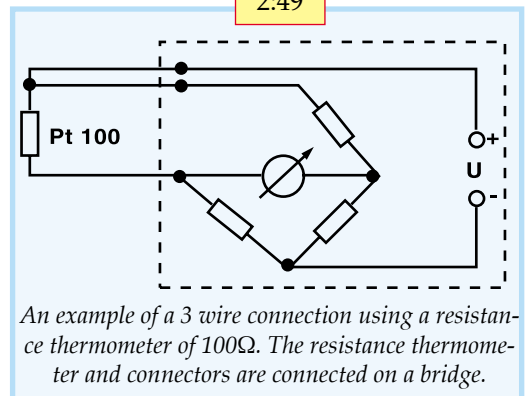 2:49
Pt 100
+
U
-
An example of a 3 wire connection using a resistan-
ce thermometer of 100Ω. The resistance thermome-
ter and connectors are connected on a bridge.